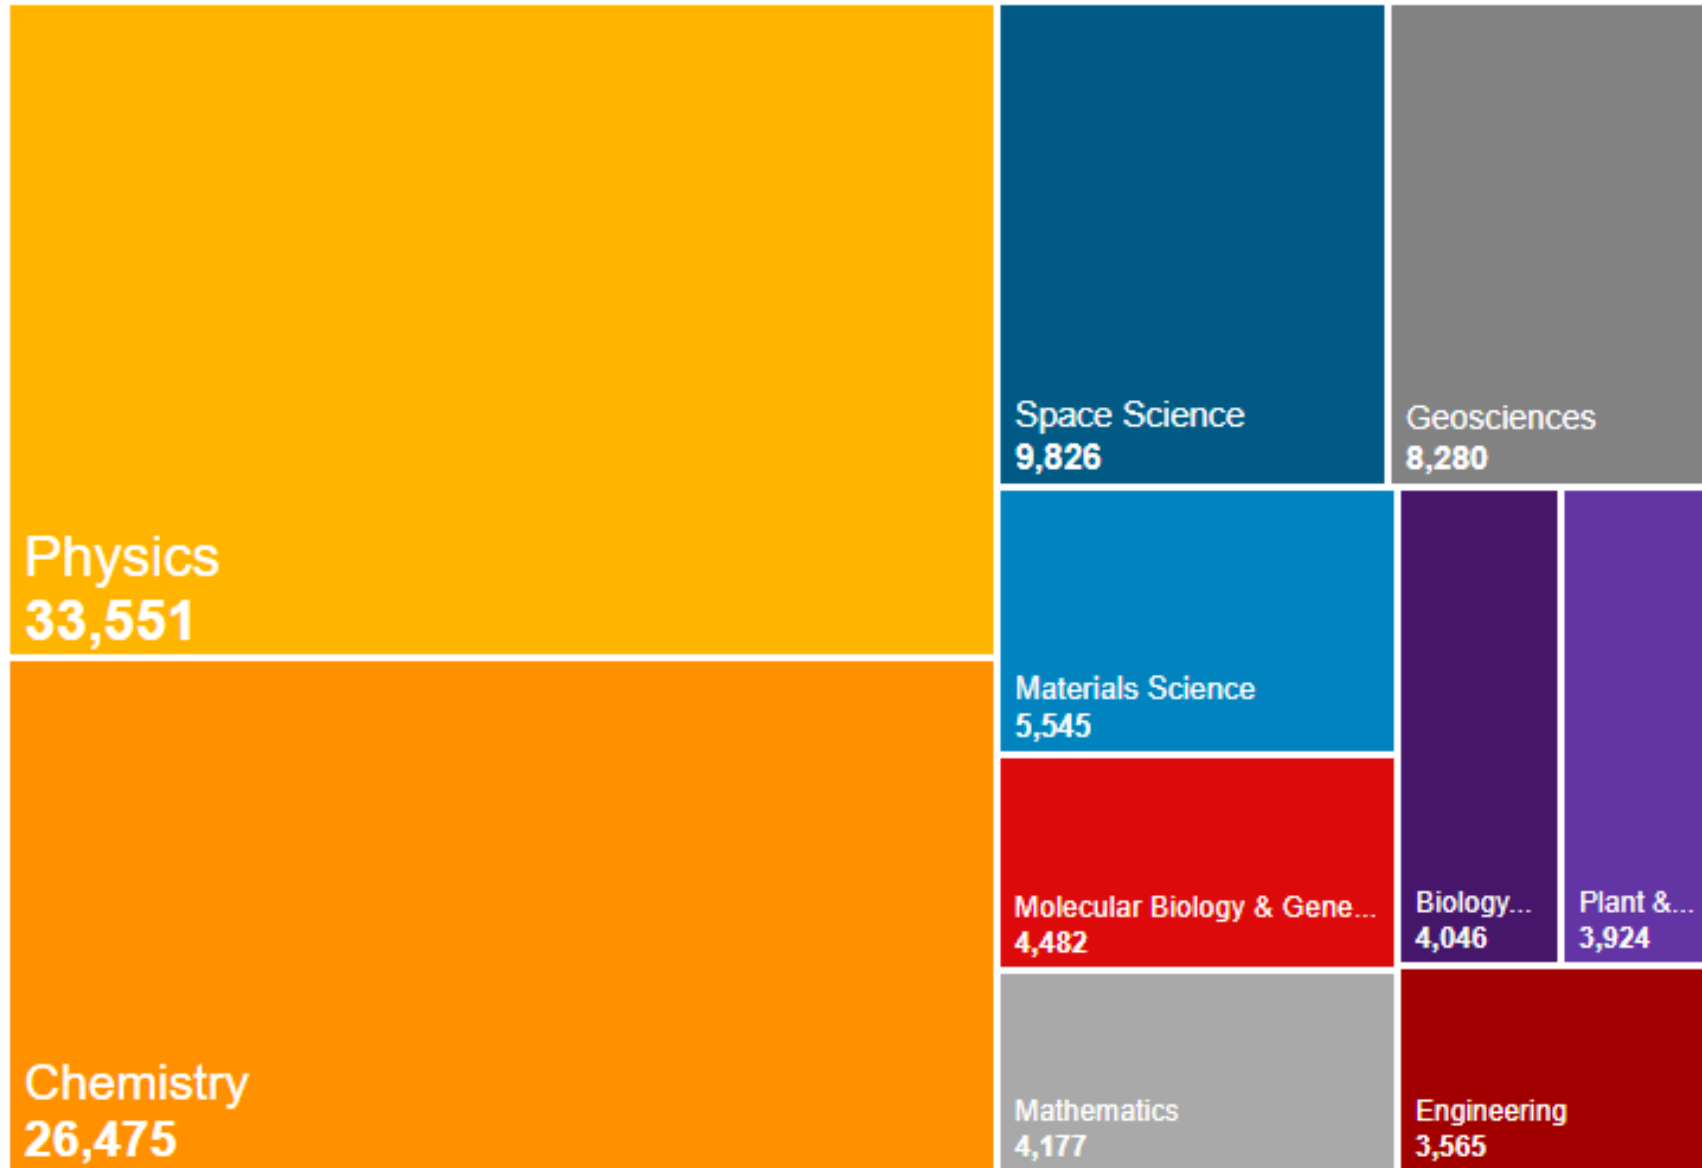 Physics
33,551
Chemistry
26,475
Space Science
9,826
Geosciences
8,280
Materials Science
5,545
Molecular Biology & Gene...
4,482
Mathematics
4,177
Biology...
4,046
Plant &...
3,924
Engineering
3,565